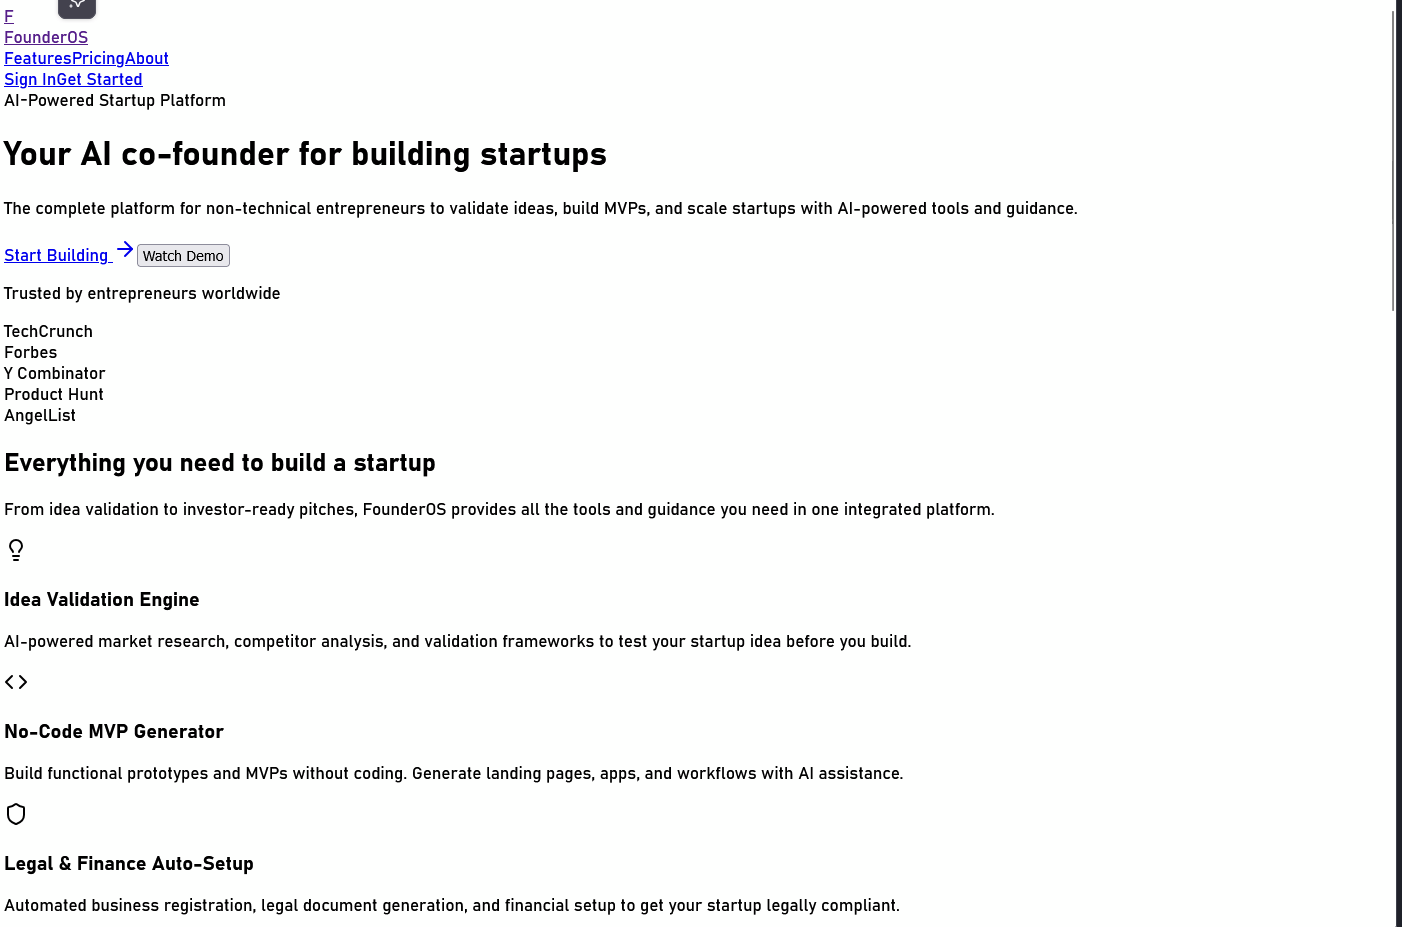 F
FounderOS
FeaturesPricingAbout
Sign InGet Started
AI-Powered Startup Platform
Your AI co-founder for building startups
The complete platform for non-technical entrepreneurs to validate ideas, build MVPs, and scale startups with AI-powered tools and guidance.
Start Building Watch Demo
Trusted by entrepreneurs worldwide
TechCrunch
Forbes
Y Combinator
Product Hunt
AngelList
Everything you need to build a startup
From idea validation to investor-ready pitches, FounderOS provides all the tools and guidance you need in one integrated platform.
Idea Validation Engine
AI-powered market research, competitor analysis, and validation frameworks to test your startup idea before you build.
No-Code MVP Generator
Build functional prototypes and MVPs without coding. Generate landing pages, apps, and workflows with AI assistance.
Legal & Finance Auto-Setup
Automated business registration, legal document generation, and financial setup to get your startup legally compliant.